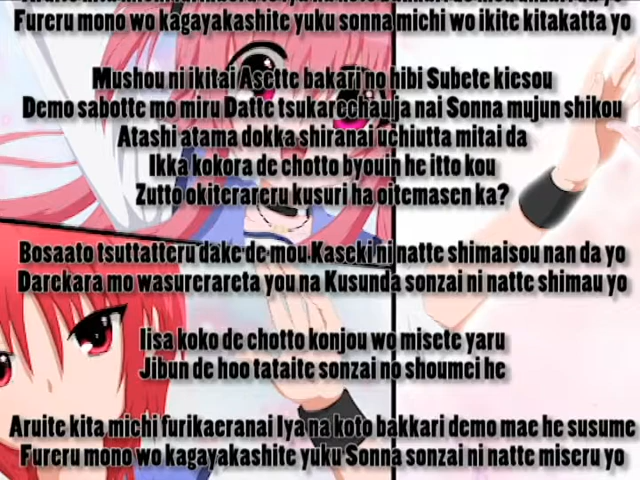 Fureru mono wo kagayakashite yuku sonna michi wo ikite kitakatta yo
Mushou ni ikitai Asette bakari no hibi Subete kiesou
Demo sabotte mo miru Datte tsukarechauja nai Sonna mujun shikou
Atashi atama dokka shiranai uchiutta mitai da
Ikka kokora de chotto byouin he itto kou
Zutto okiterareru kusuri ha oitemasen ka?
Bosaato tsuttatteru dake de mou Kaseki ni natte shimaisou nan da yo
Darekara mo wasurerareta you na Kusunda sonzai ni natte shimau yo
Iisa koko de chotto konjou wo misete yaru
Jibun de hoo tataite sonzai no shoumei he
Aruite kita michi furikaeranai Iya na koto bakkari demo mae he susume
Fureru mono wo kagayakashite yuku Sonna sonzai ni natte miseru yo